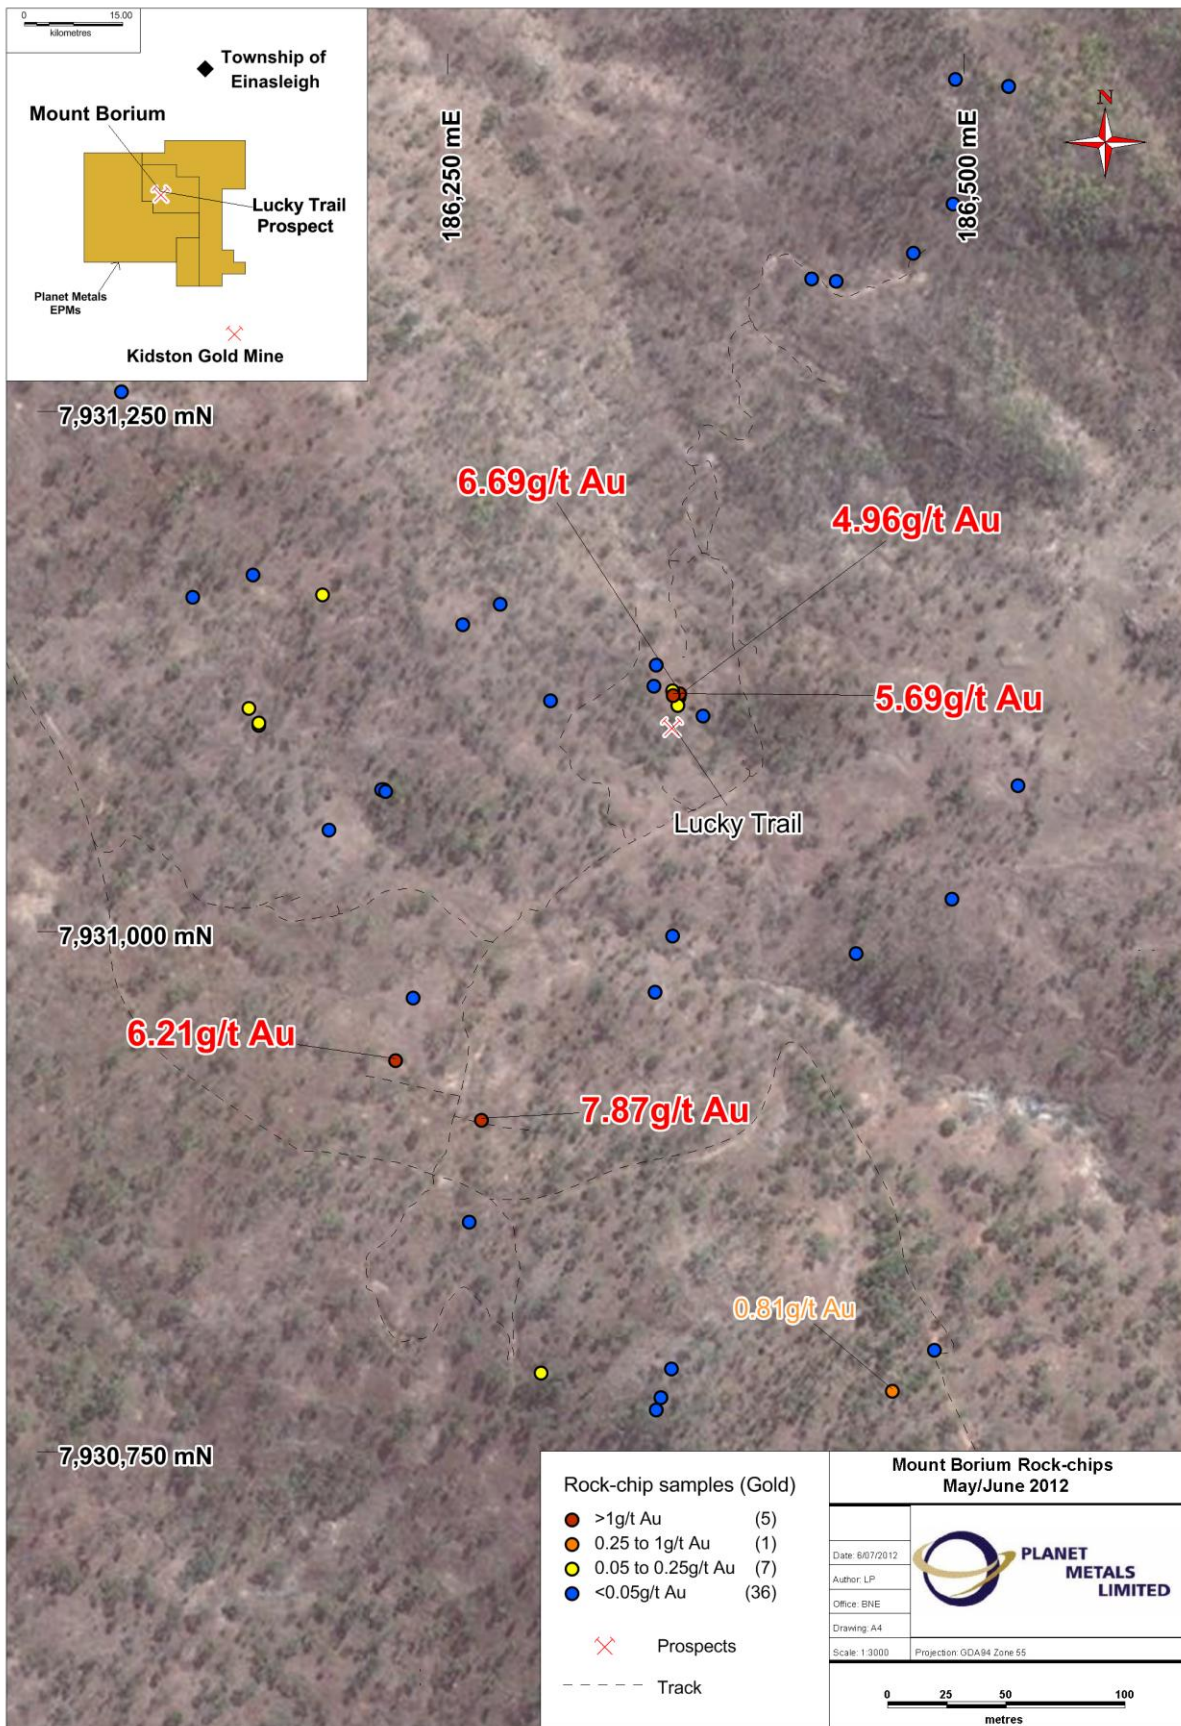 0 15.00
kilometres
Township of
Einasleigh
Mount Borium
Lucky Trail
Prospect
Planet Metals
EPMs
Kidston Gold Mine
186,250 mE
186,500 mE
N
7,931,250 mN
6.69g/t Au
4.96g/t Au
5.69g/t Au
Lucky Trail
7,931,000 mN
6.21g/t Au
7.87g/t Au
0.81g/t Au
7,930,750 mN
Rock-chip samples (Gold)
>1g/t Au (5)
0.25 to 1g/t Au (1)
0.05 to 0.25g/t Au (7)
<0.05g/t Au (36)
Prospects
Track
Mount Borium Rock-chips
May/June 2012
Date: 6/07/2012
Author: LP
Office: BNE
Drawing: A4
Scale: 1:3000
Projection: GDA94 Zone 55
PLANET
METALS
LIMITED
0 25 50 100
metres